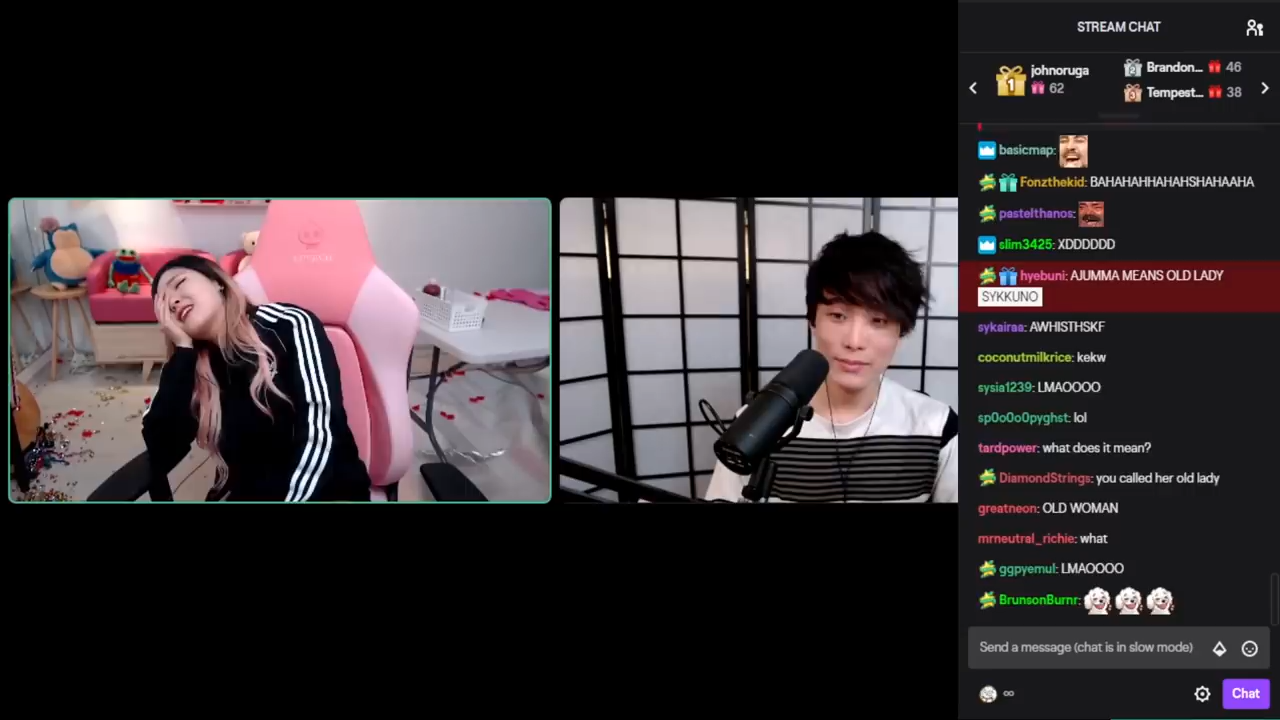 STREAM CHAT
johnoruga
62
Brandon... 46
Tempest... 38
basicmap:
Fonzthekid: BAHAHAHHAHAHSHAHAAHA
pastelthanos:
slim3425: XDDDDDD
hyebuni: AJUMMA MEANS OLD LADY
SYKKUNO
sykairaa: AWHISTHSKF
coconutmilkrice: kekw
sysia1239: LMAOOOO
sp0o0o0pyghst: lol
tardpower: what does it mean?
DiamondStrings: you called her old lady
greatneon: OLD WOMAN
mrneutral_richie: what
ggpyemul: LMAOOOO
BrunsonBurnr:
Send a message (chat is in slow mode)
∞
Chat